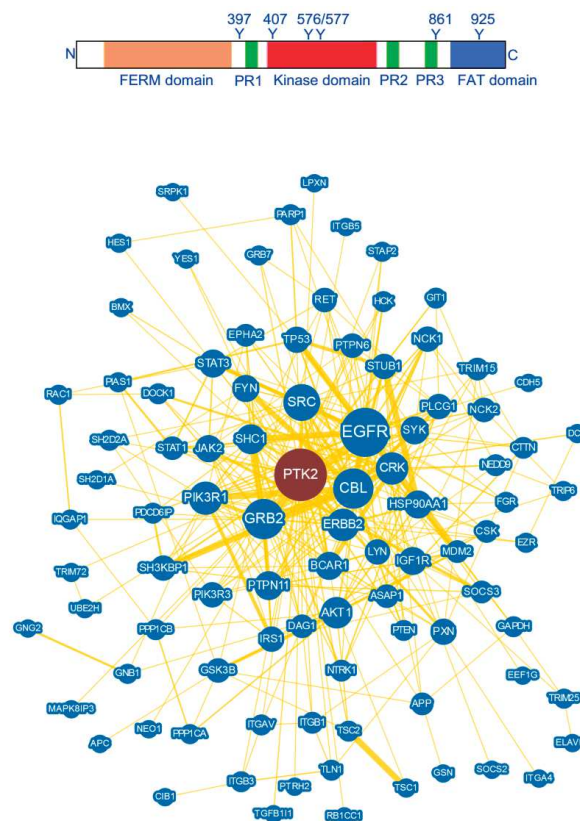 397 407 576/577 861 925
Y Y Y Y Y Y
N C
FERM domain PR1 Kinase domain PR2 PR3 FAT domain
LPXN
SRPK1
PARP1
ITGB5
HES1
STAP2
YES1 GRB7
RET HCK GIT1
BMX
EPHA2 TP53 PTPN6 NCK1
STAT3 STUB1 TRIM15
RAC1 PIAS1 DOCK1 FYN SRC PLCG1 NCK2 CDH5
EGFR SYK
SH2D2A STAT1 JAK2 SHC1 CTTN
SH2D1A PTK2 CRK NEDD9
PIK3R1 CBL HSP90AA1 FGR TRIP6
IQGAP1 PDCD6IP GRB2 ERBB2 CSK EZR
LYN MDM2
TRIM72 SH3KBP1 BCAR1 IGF1R
UBE2H PIK3R3 PTPN11 ASAP1 SOCS3
AKT1
GNG2 PPP1CB DAG1 PTEN PXN GAPDH
IRS1
GNB1 GSK3B NTRK1 EEF1G
MAPK8IP3 NEO1 APP TRIM25
ITGAV ITGB1
APC PPP1CA TSC2 ELAV
TLN1 GSN SOCS2 ITGA4
ITGB3 PTRH2 TSC1
CIB1
TGFB1I1 RB1CC1